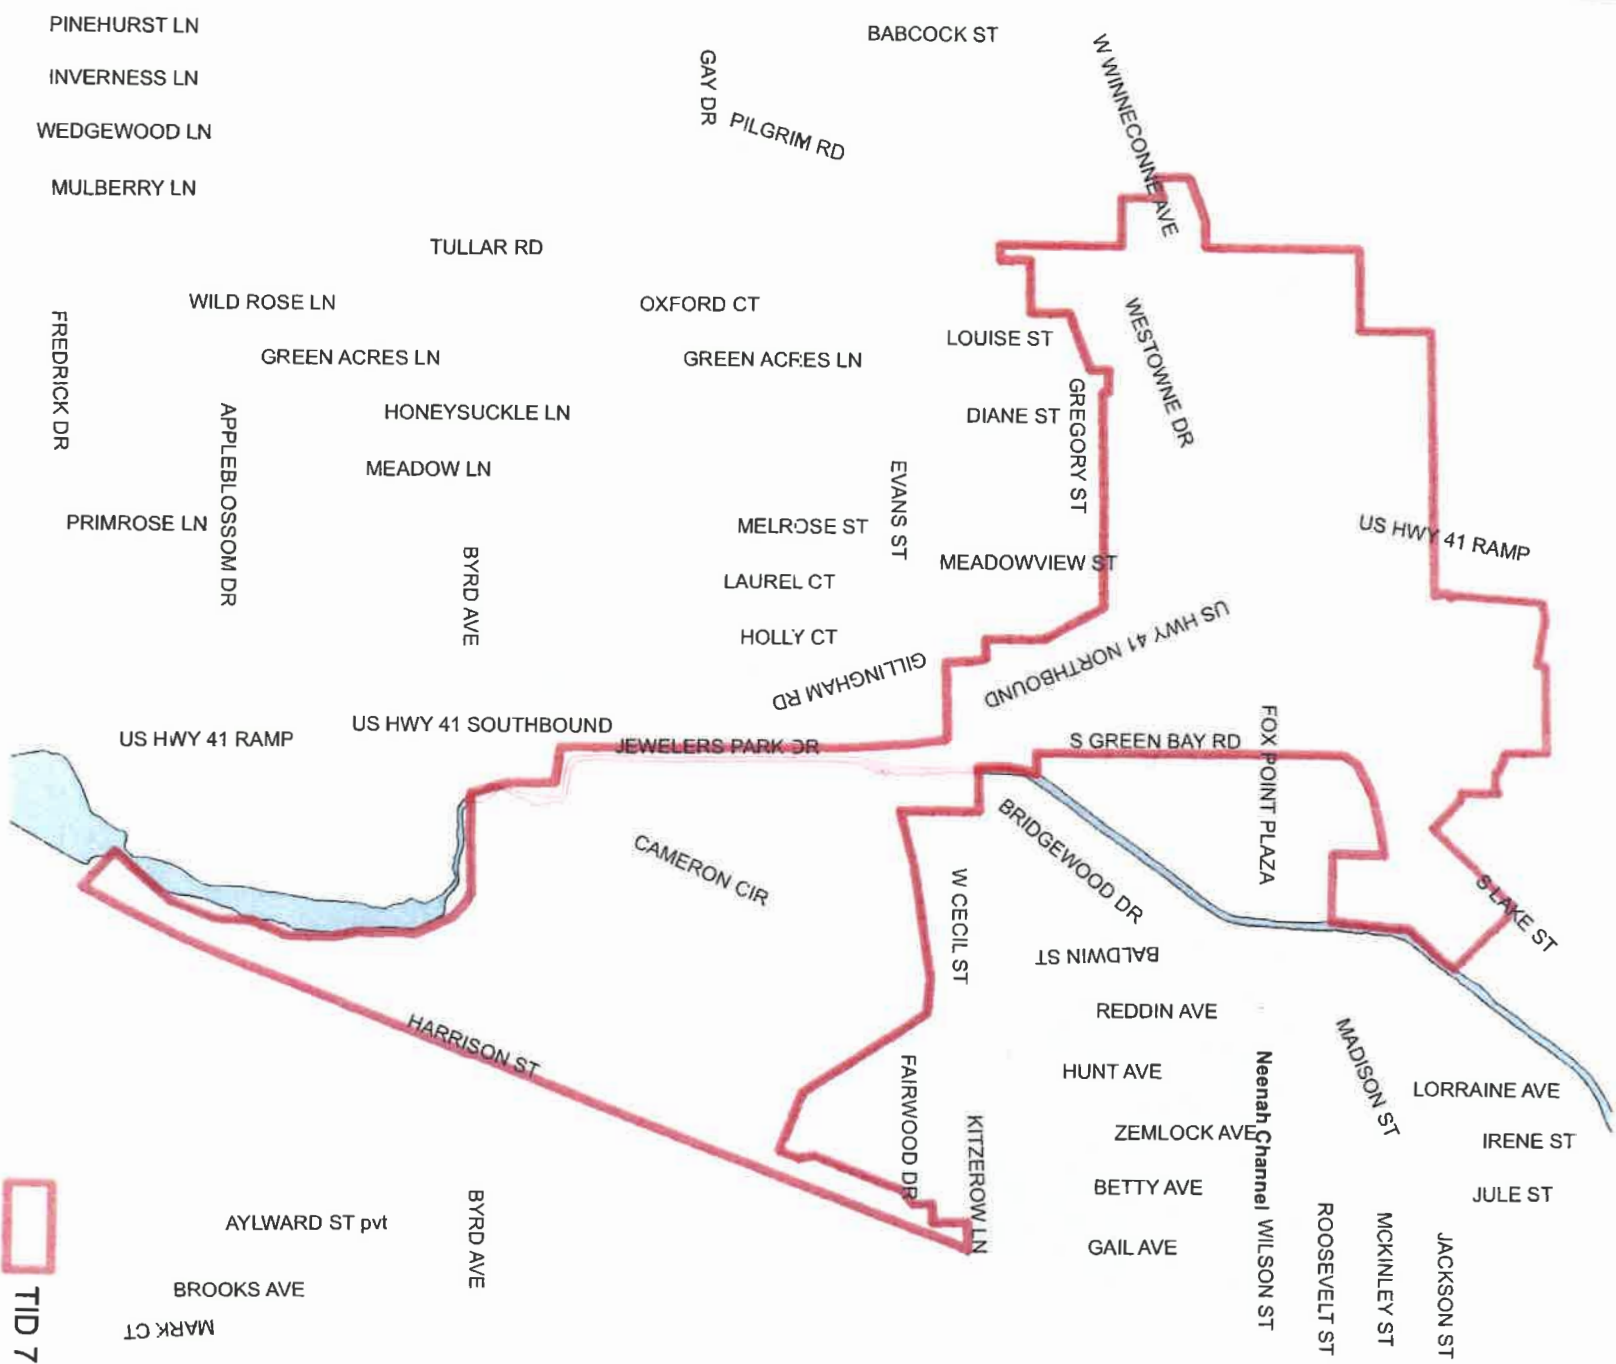 PINEHURST LN
BABCOCK ST
W WINNECONNE AVE
GAY DR
INVERNESS LN
WEDGEWOOD LN
PILGRIM RD
MULBERRY LN
TULLAR RD
WILD ROSE LN
OXFORD CT
WESTOWNE DR
FREDRICK DR
LOUISE ST
GREEN ACRES LN
GREEN ACRES LN
GREGORY ST
APPLEBLOSSOM DR
HONEYSUCKLE LN
DIANE ST
MEADOW LN
EVANS ST
PRIMROSE LN
MELROSE ST
US HWY 41 RAMP
BYRD AVE
MEADOWVIEW ST
LAUREL CT
HOLLY CT
US HWY 41 NORTHBOUND
GILLINGHAM RD
US HWY 41 SOUTHBOUND
US HWY 41 RAMP
JEWELERS PARK DR
S GREEN BAY RD
FOX POINT PLAZA
BRIDGEWOOD DR
CAMERON CIR
W CECIL ST
S LAKE ST
BALDWIN ST
REDDIN AVE
HARRISON ST
MADISON ST
HUNT AVE
Neenah Channel
FAIRWOOD DR
LORRAINE AVE
KITZEROW LN
ZEMLOCK AVE
IRENE ST
BETTY AVE
JULE ST
AYLWARD ST pvt
BYRD AVE
WILSON ST
ROOSEVELT ST
MCKINLEY ST
JACKSON ST
GAIL AVE
BROOKS AVE
MARK CT
TID 7